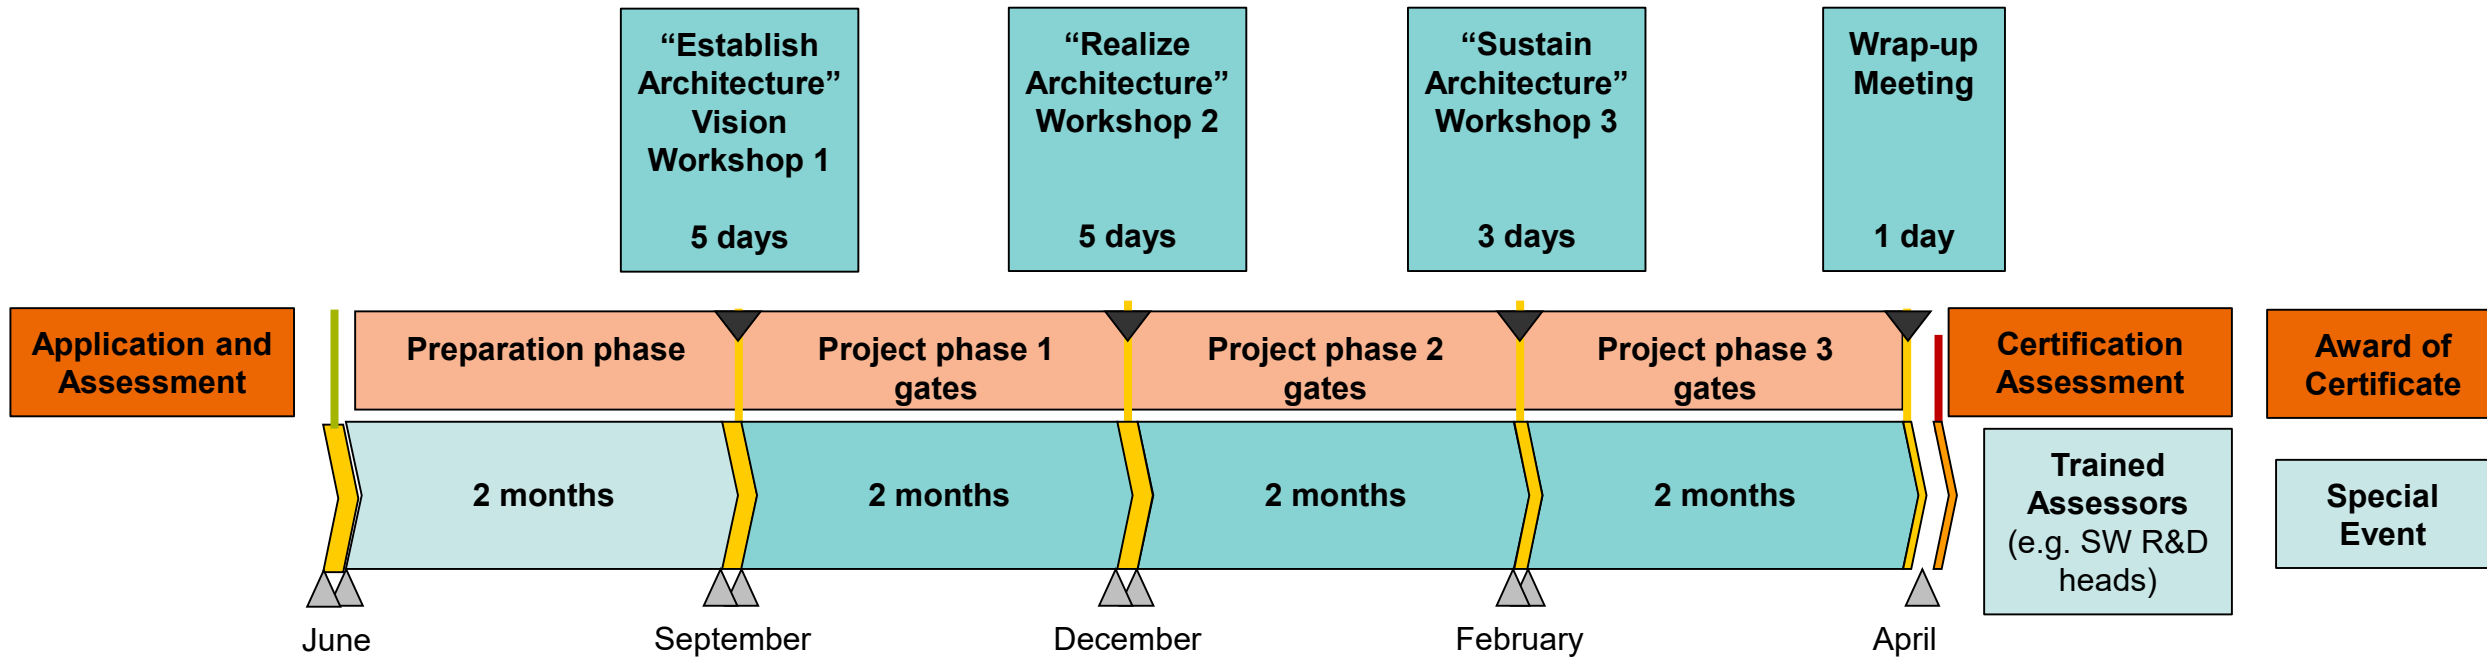 “Establish
Architecture”
Vision
Workshop 1
5 days
“Realize
Architecture”
Workshop 2
5 days
“Sustain
Architecture”
Workshop 3
3 days
Wrap-up
Meeting
1 day
Application and
Assessment
Preparation phase
Project phase 1
gates
Project phase 2
gates
Project phase 3
gates
Certification
Assessment
Award of
Certificate
2 months
2 months
2 months
2 months
Trained
Assessors
(e.g. SW R&D
heads)
Special
Event
June
September
December
February
April